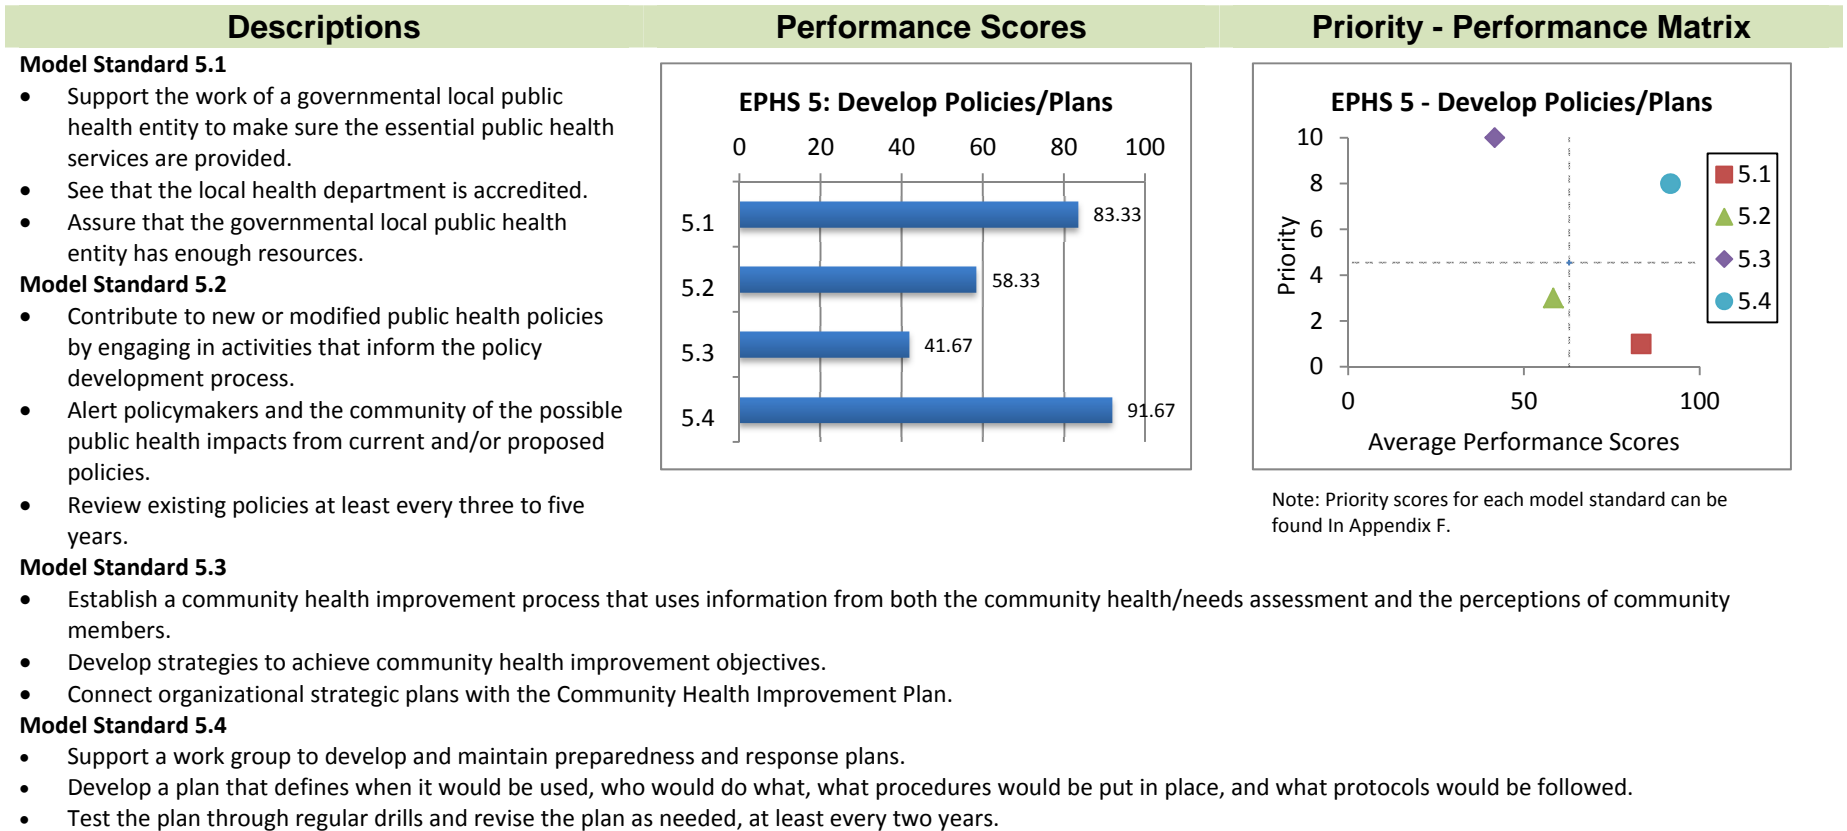 Descriptions
Performance Scores
Priority - Performance Matrix
Model Standard 5.1
• Support the work of a governmental local public
health entity to make sure the essential public health
services are provided.
• See that the local health department is accredited.
• Assure that the governmental local public health
entity has enough resources.
Model Standard 5.2
• Contribute to new or modified public health policies
by engaging in activities that inform the policy
development process.
• Alert policymakers and the community of the possible
public health impacts from current and/or proposed
policies.
• Review existing policies at least every three to five
years.
EPHS 5: Develop Policies/Plans
0 20 40 60 80 100
5.1 83.33
5.2 58.33
5.3 41.67
5.4 91.67
EPHS 5 - Develop Policies/Plans
Priority
10
8
6
4
2
0
0 50 100
Average Performance Scores
5.1
5.2
5.3
5.4
Note: Priority scores for each model standard can be
found In Appendix F.
Model Standard 5.3
• Establish a community health improvement process that uses information from both the community health/needs assessment and the perceptions of community
members.
• Develop strategies to achieve community health improvement objectives.
• Connect organizational strategic plans with the Community Health Improvement Plan.
Model Standard 5.4
• Support a work group to develop and maintain preparedness and response plans.
• Develop a plan that defines when it would be used, who would do what, what procedures would be put in place, and what protocols would be followed.
• Test the plan through regular drills and revise the plan as needed, at least every two years.